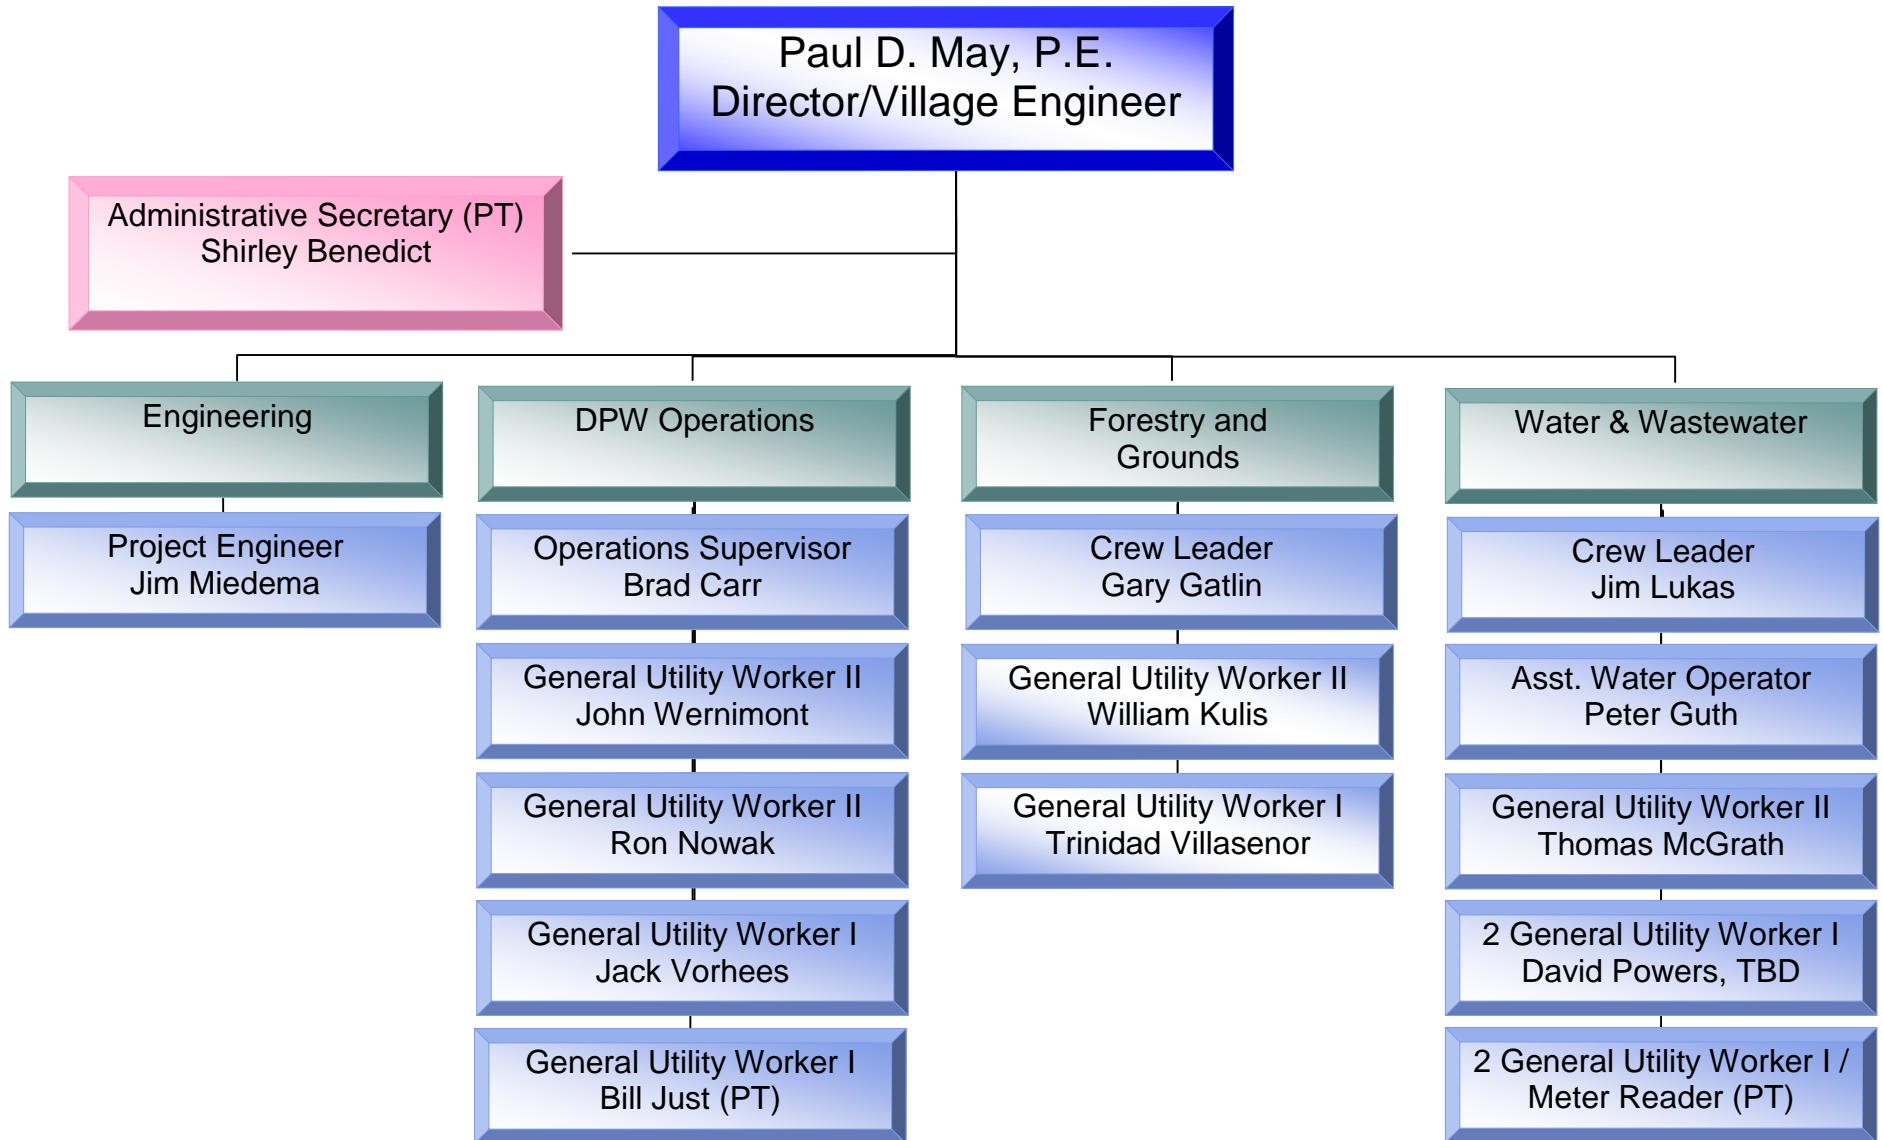 Paul D. May, P.E.
Director/Village Engineer
Administrative Secretary (PT)
Shirley Benedict
Engineering
Project Engineer
Jim Miedema
DPW Operations
Operations Supervisor
Brad Carr
General Utility Worker II
John Wernimont
General Utility Worker II
Ron Nowak
General Utility Worker I
Jack Vorhees
General Utility Worker I
Bill Just (PT)
Forestry and
Grounds
Crew Leader
Gary Gatlin
General Utility Worker II
William Kulis
General Utility Worker I
Trinidad Villasenor
Water & Wastewater
Crew Leader
Jim Lukas
Asst. Water Operator
Peter Guth
General Utility Worker II
Thomas McGrath
2 General Utility Worker I
David Powers, TBD
2 General Utility Worker I /
Meter Reader (PT)